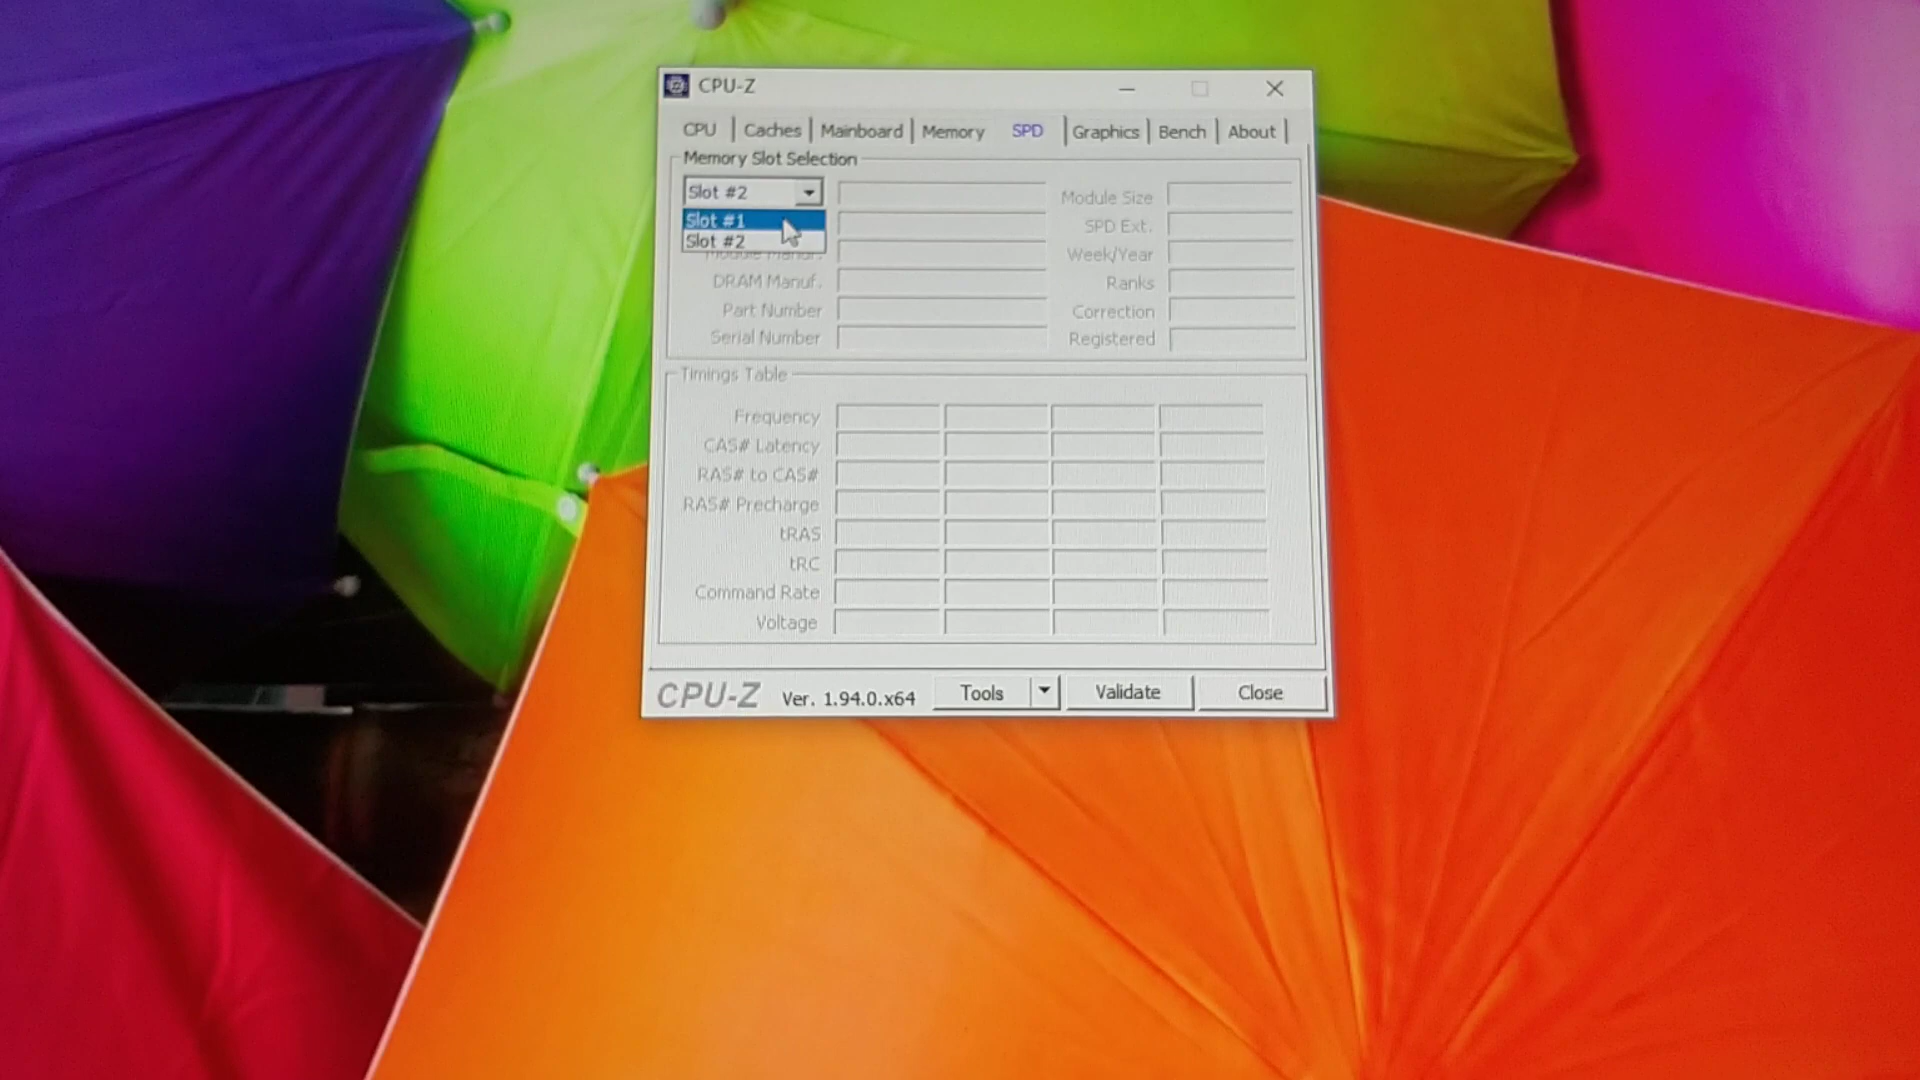 CPU-Z
CPU Caches Mainboard Memory SPD Graphics Bench About
Memory Slot Selection
Slot #2 Module Size
Slot #1 SPD Ext.
Slot #2 Week/Year
Module Manuf.
DRAM Manuf. Ranks
Part Number Correction
Serial Number Registered
Timings Table
Frequency
CAS# Latency
RAS# to CAS#
RAS# Precharge
tRAS
tRC
Command Rate
Voltage
CPU-Z Ver. 1.94.0.x64 Tools Validate Close